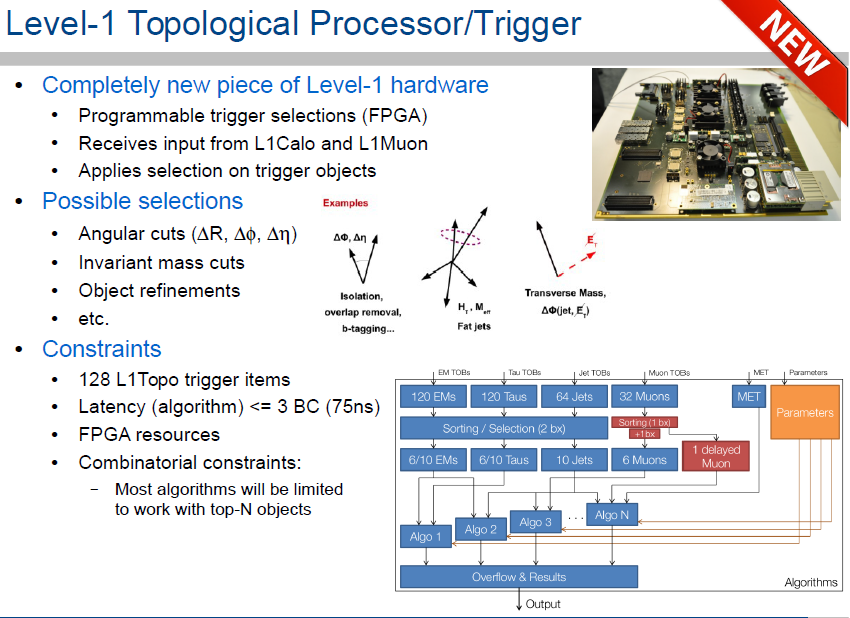 Level-1 Topological Processor/Trigger
NEW
• Completely new piece of Level-1 hardware
• Programmable trigger selections (FPGA)
• Receives input from L1Calo and L1Muon
• Applies selection on trigger objects
• Possible selections
• Angular cuts (ΔR, Δϕ, Δη)
• Invariant mass cuts
• Object refinements
• etc.
Examples
ΔΦ, Δη
Isolation,
overlap removal,
b-tagging...
H_T , M_eff
Fat jets
E̸_T
Transverse Mass,
ΔΦ(jet, E̸_T)
• Constraints
• 128 L1Topo trigger items
• Latency (algorithm) <= 3 BC (75ns)
• FPGA resources
• Combinatorial constraints:
– Most algorithms will be limited
to work with top-N objects
EM TOBs Tau TOBs Jet TOBs Muon TOBs MET Parameters
120 EMs 120 Taus 64 Jets 32 Muons MET Parameters
Sorting / Selection (2 bx) Sorting (1 bx)
+1bx
6/10 EMs 6/10 Taus 10 Jets 6 Muons 1 delayed
Muon
Algo 1 Algo 2 Algo 3 . . . Algo N
Overflow & Results
Algorithms
Output